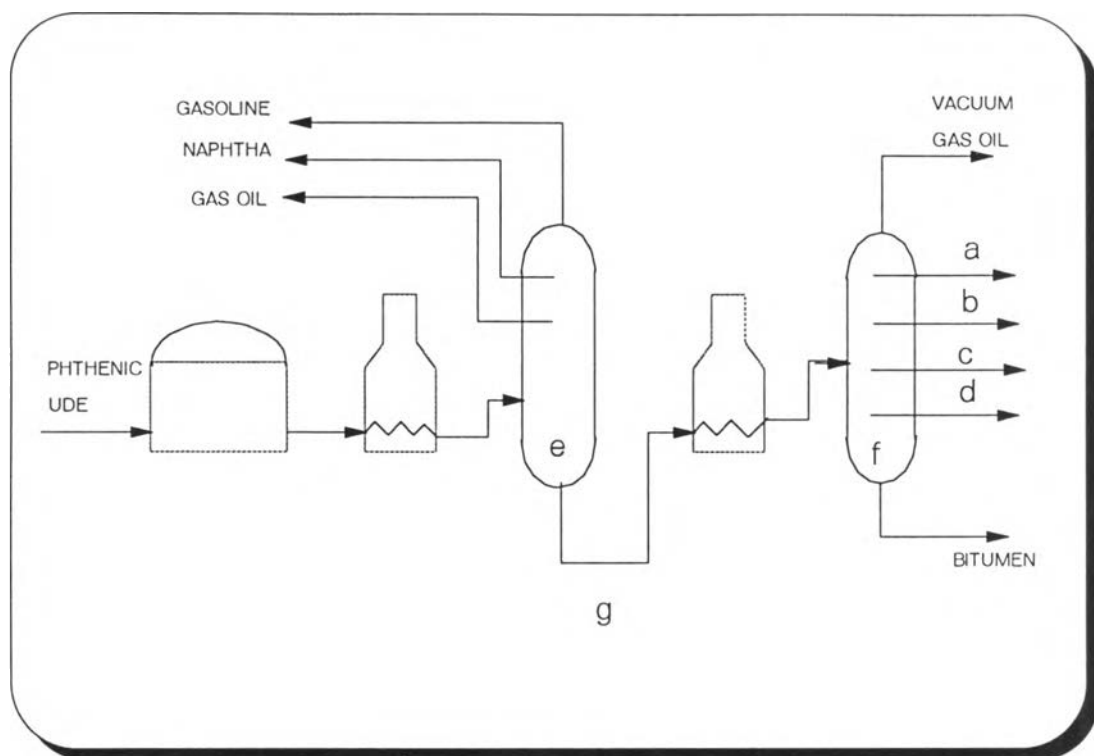 GASOLINE
NAPHTHA
GAS OIL
VACUUM
GAS OIL
a
b
c
d
PHTHENIC
UDE
e
f
BITUMEN
g